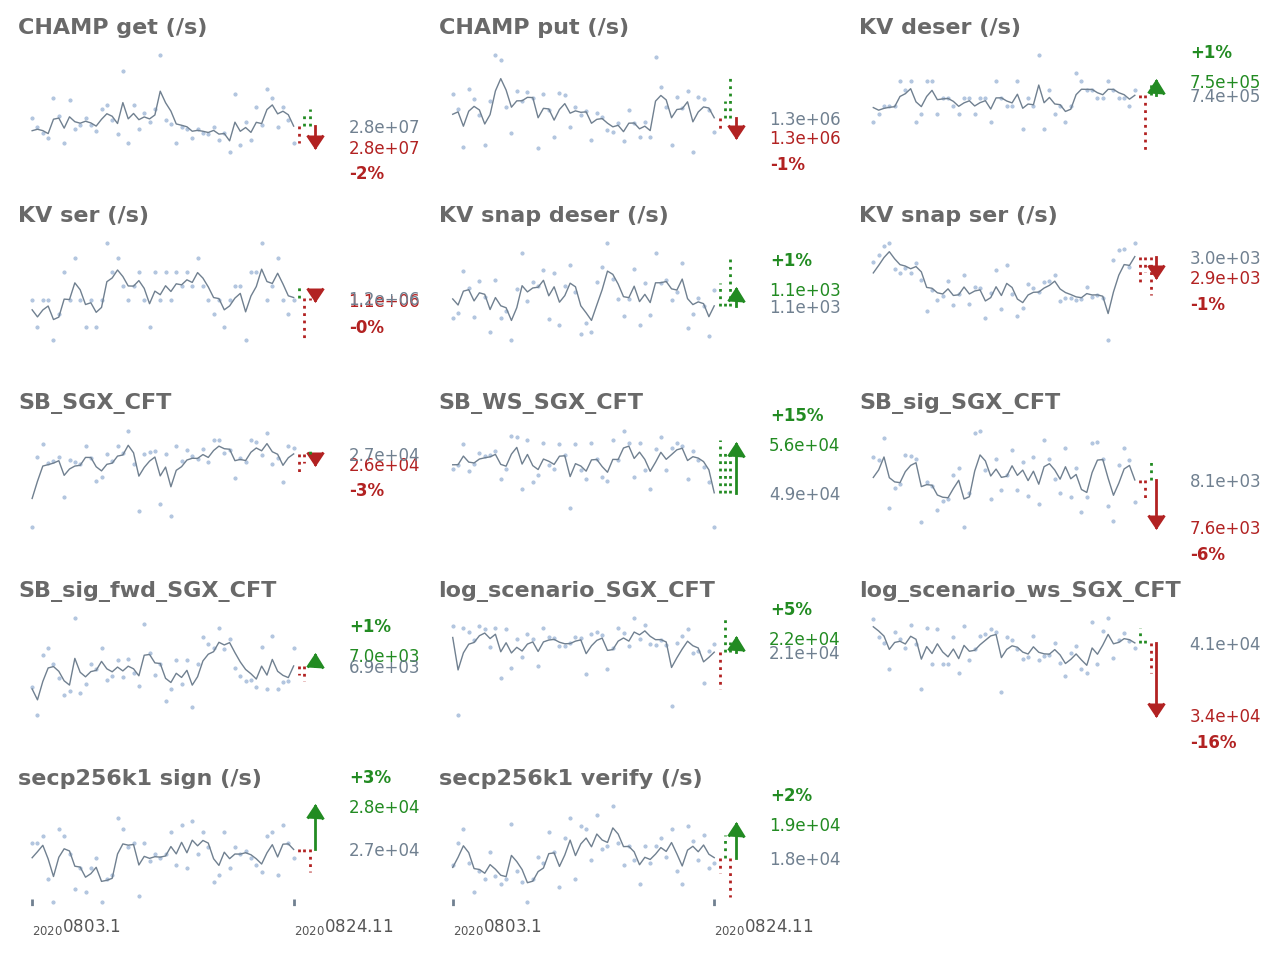 CHAMP get (/s)
2.8e+07
2.8e+07
-2%
CHAMP put (/s)
1.3e+06
1.3e+06
-1%
KV deser (/s)
+1%
7.5e+05
7.4e+05
KV ser (/s)
-0%
KV snap deser (/s)
+1%
1.1e+03
1.1e+03
KV snap ser (/s)
3.0e+03
2.9e+03
-1%
SB_SGX_CFT
2.7e+04
2.6e+04
-3%
SB_WS_SGX_CFT
+15%
5.6e+04
4.9e+04
SB_sig_SGX_CFT
8.1e+03
7.6e+03
-6%
SB_sig_fwd_SGX_CFT
+1%
7.0e+03
6.9e+03
log_scenario_SGX_CFT
+5%
2.2e+04
2.1e+04
log_scenario_ws_SGX_CFT
4.1e+04
3.4e+04
-16%
secp256k1 sign (/s)
+3%
2.8e+04
2.7e+04
20200803.1
20200824.11
secp256k1 verify (/s)
+2%
1.9e+04
1.8e+04
20200803.1
20200824.11